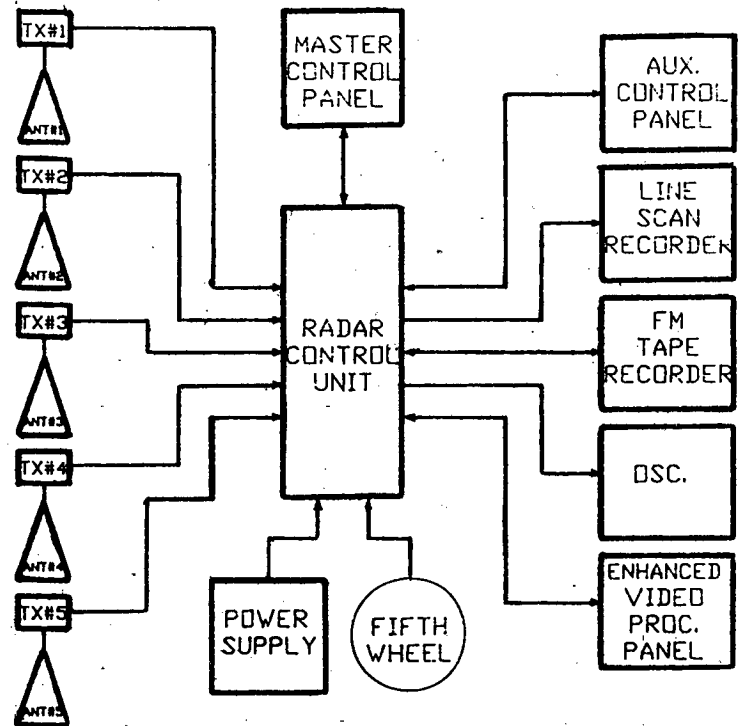 TX#1
ANT#1
TX#2
ANT#2
TX#3
ANT#3
TX#4
ANT#4
TX#5
ANT#5
MASTER
CONTROL
PANEL
RADAR
CONTROL
UNIT
POWER
SUPPLY
FIFTH
WHEEL
AUX.
CONTROL
PANEL
LINE
SCAN
RECORDER
FM
TAPE
RECORDER
OSC.
ENHANCED
VIDEO
PROC.
PANEL